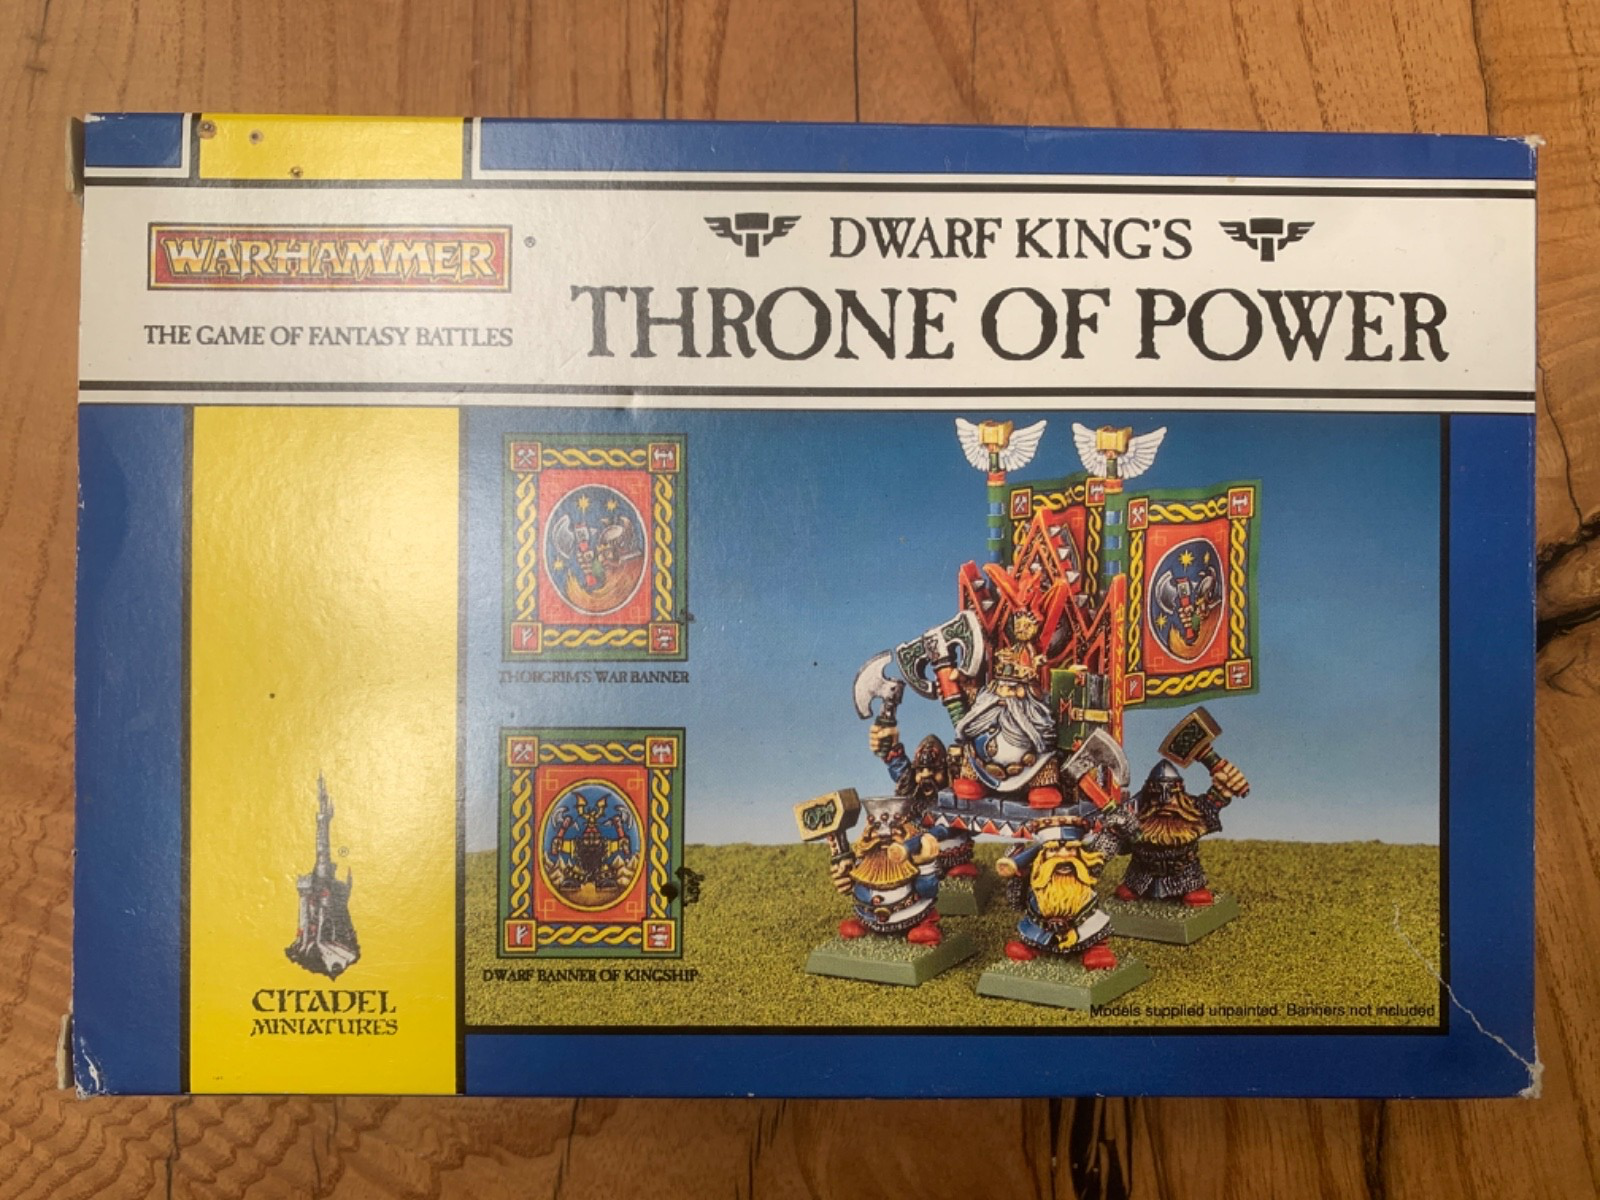 WARHAMMER®
THE GAME OF FANTASY BATTLES
DWARF KING'S
THRONE OF POWER
THORGRIM'S WAR BANNER
DWARF BANNER OF KINGSHIP
®
CITADEL
MINIATURES
Models supplied unpainted. Banners not included